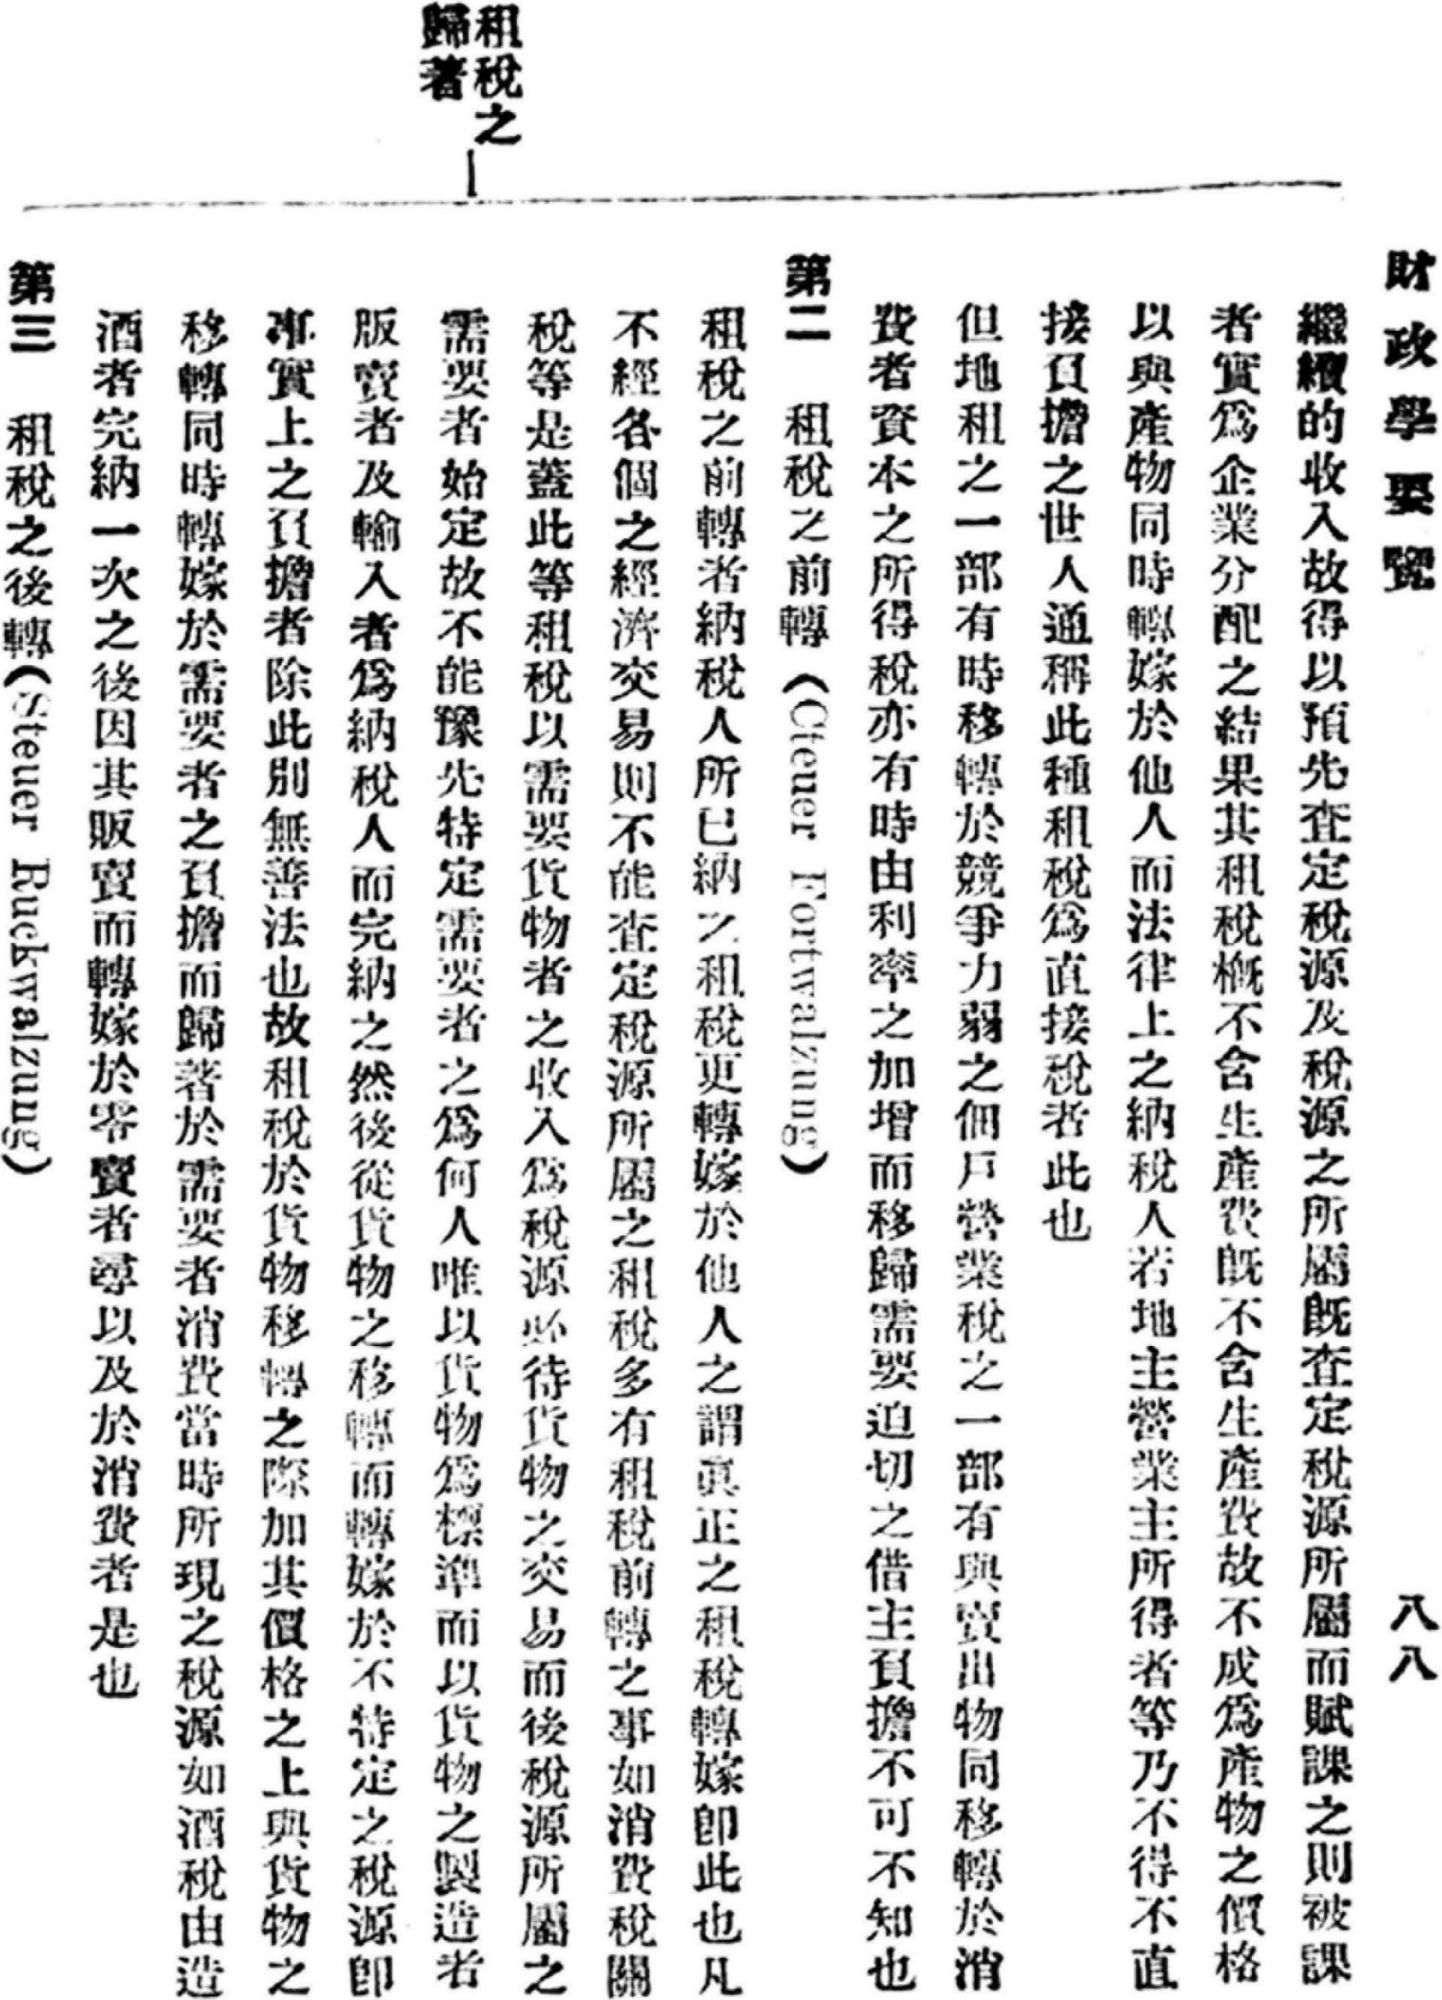 財政學要覽
八八
繼續的收入故得以預先查定稅源及稅源之所屬既查定稅源所屬而賦課之則被課
者實爲企業分配之結果其租稅槪不含生產費既不含生產費故不成爲產物之價格
以與產物同時轉嫁於他人而法律上之納稅人若地主營業主所得者等乃不得不直
接負擔之世人通稱此種租稅爲直接稅者此也
但地租之一部有時移轉於競爭力弱之佃戶營業稅之一部有與賣出物同移轉於消
費者資本之所得稅亦有時由利率之加增而移歸需要迫切之借主負擔不可不知也
第二 租稅之前轉(Cteuer Fortwalzung)
租稅之前轉者納稅人所已納之租稅更轉嫁於他人之謂眞正之租稅轉嫁卽此也凡
不經各個之經濟交易則不能查定稅源所屬之租稅多有租稅前轉之事如消費稅關
稅等是蓋此等租稅以需要貨物者之收入爲稅源必待貨物之交易而後稅源所屬之
需要者始定故不能豫先特定需要者之爲何人唯以貨物爲標準而以貨物之製造者
版賣者及輸入者爲納稅人而完納之然後從貨物之移轉而轉嫁於不特定之稅源卽
事實上之負擔者除此別無善法也故租稅於貨物移轉之際加其價格之上與貨物之
租稅之
歸著
移轉同時轉嫁於需要者之負擔而歸著於需要者消費當時所現之稅源如酒稅由造
酒者完納一次之後因其販賣而轉嫁於零賣者尋以及於消費者是也
第三 租稅之後轉(Steuer Ruckwalzung)